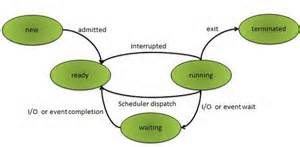 new
admitted
interrupted
exit
terminated
ready
running
Scheduler dispatch
I/O or event completion
I/O or event wait
waiting